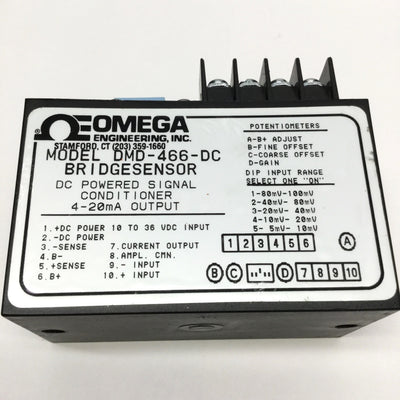 OMEGA
ENGINEERING, INC.
®
STAMFORD, CT (203) 359-1660
MODEL DMD-466-DC
BRIDGESENSOR
DC POWERED SIGNAL
CONDITIONER
4-20mA OUTPUT
1.+DC POWER 10 TO 36 VDC INPUT
2.-DC POWER
3.-SENSE
4.B-
5.+SENSE
6.B+
7.CURRENT OUTPUT
8.AMPL. CMN.
9.- INPUT
10.+ INPUT
POTENTIOMETERS
A-B+ ADJUST
B-FINE OFFSET
C-COARSE OFFSET
D-GAIN
DIP INPUT RANGE
SELECT ONE "ON"
1-80mV-100mV
2-40mV- 80mV
3-20mV- 40mV
4-10mV- 20mV
5- 5mV- 10mV
1 2 3 4 5 6 A
B C D 7 8 9 10